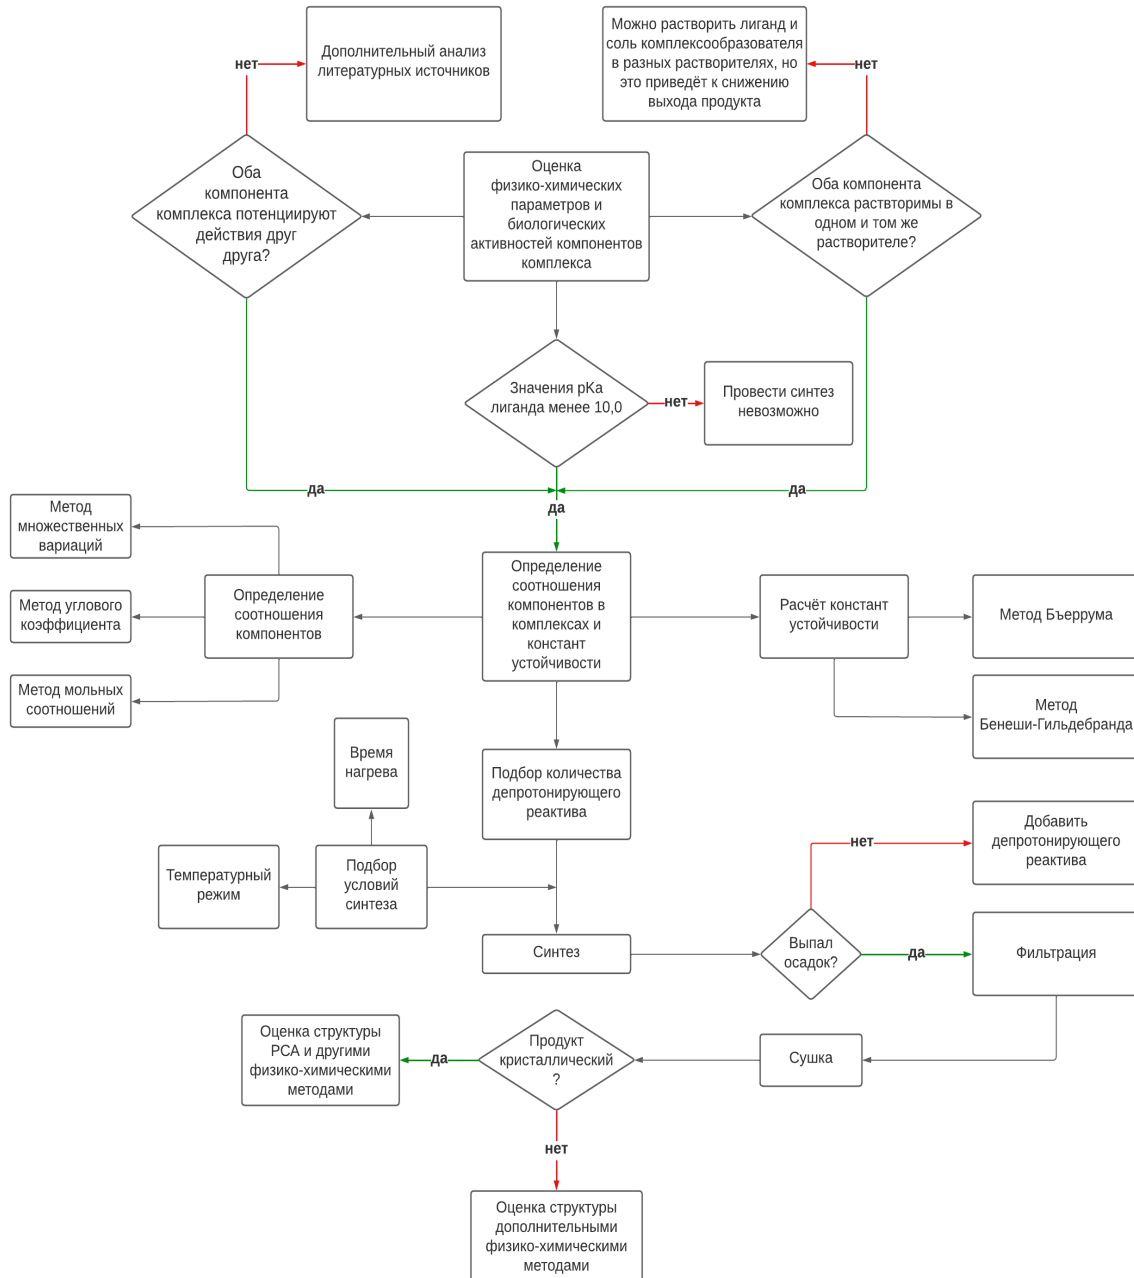 нет
Дополнительный анализ
литературных источников
Можно растворить лиганд и
соль комплексообразователя
в разных растворителях, но
это приведёт к снижению
выхода продукта
нет
Оба
компонента
комплекса потенциируют
действия друг
друга?
Оценка
физико-химических
параметров и
биологических
активностей компонентов
комплекса
Оба компонента
комплекса раствторимы в
одном и том же
растворителе?
Значения pKa
лиганда менее 10,0
нет
Провести синтез
невозможно
да
да
да
Метод
множественных
вариаций
Метод углового
коэффициента
Метод мольных
соотношений
Определение
соотношения
компонентов
Определение
соотношения
компонентов в
комплексах и
констант
устойчивости
Расчёт констант
устойчивости
Метод Бъеррума
Метод
Бенеши-Гильдебранда
Время
нагрева
Подбор количества
депротонирующего
реактива
Температурный
режим
Подбор
условий
синтеза
нет
Добавить
депротонирующего
реактива
Синтез
Выпал
осадок?
да
Фильтрация
Оценка структуры
РСА и другими
физико-химическими
методами
да
Продукт
кристаллический
?
Сушка
нет
Оценка структуры
дополнительными
физико-химическими
методами